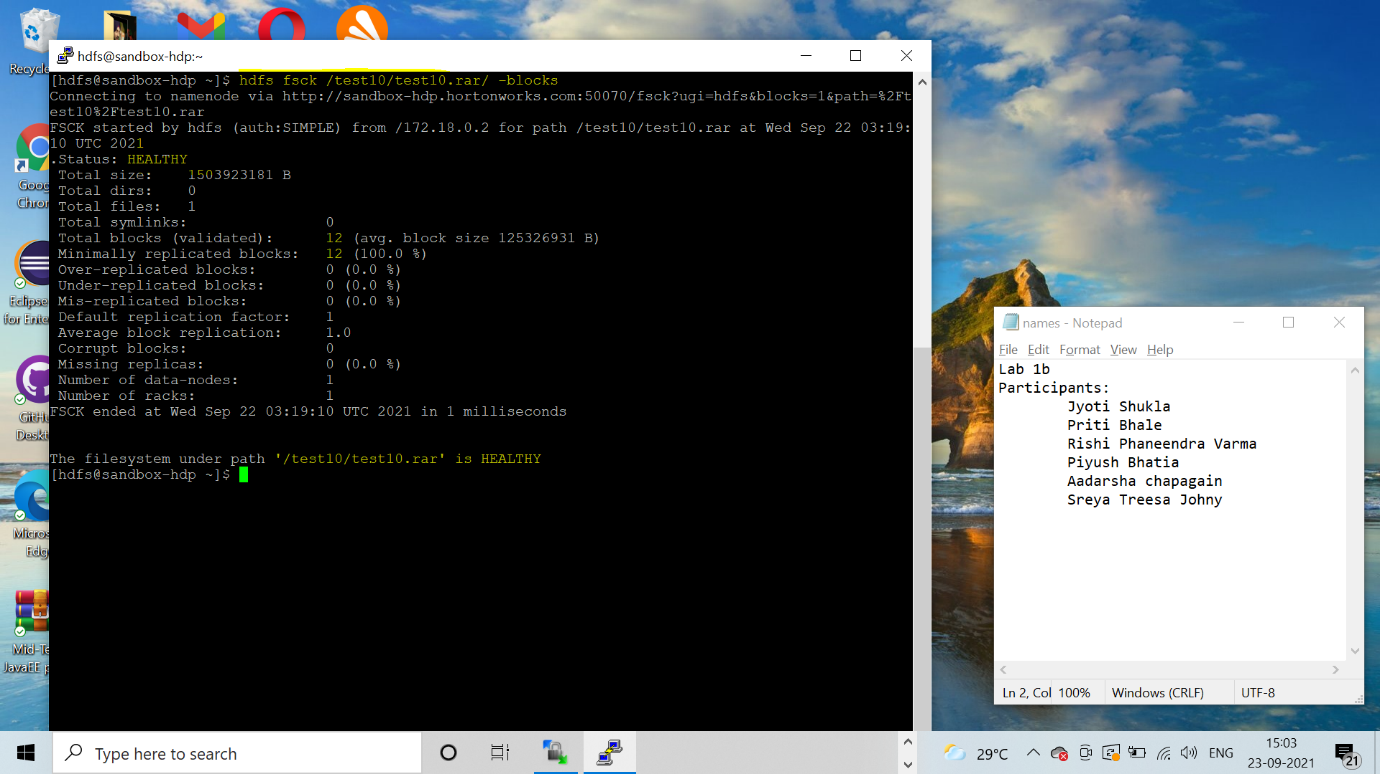 Recycle
hdfs@sandbox-hdp:~
[hdfs@sandbox-hdp ~]$ hdfs fsck /test10/test10.rar/ -blocks
Connecting to namenode via http://sandbox-hdp.hortonworks.com:50070/fsck?ugi=hdfs&blocks=1&path=%2Ft
est10%2Ftest10.rar
FSCK started by hdfs (auth:SIMPLE) from /172.18.0.2 for path /test10/test10.rar at Wed Sep 22 03:19:
10 UTC 2021
.Status: HEALTHY
Total size: 1503923181 B
Total dirs: 0
Total files: 1
Total symlinks: 0
Total blocks (validated): 12 (avg. block size 125326931 B)
Minimally replicated blocks: 12 (100.0 %)
Over-replicated blocks: 0 (0.0 %)
Under-replicated blocks: 0 (0.0 %)
Mis-replicated blocks: 0 (0.0 %)
Default replication factor: 1
Average block replication: 1.0
Corrupt blocks: 0
Missing replicas: 0 (0.0 %)
Number of data-nodes: 1
Number of racks: 1
FSCK ended at Wed Sep 22 03:19:10 UTC 2021 in 1 milliseconds
The filesystem under path '/test10/test10.rar' is HEALTHY
[hdfs@sandbox-hdp ~]$
Goog
Chron
Eclipse
for Ente
GitHu
Deskt
Micros
Edg
Mid-Te
JavaEE p
names - Notepad
File Edit Format View Help
Lab 1b
Participants:
Jyoti Shukla
Priti Bhale
Rishi Phaneendra Varma
Piyush Bhatia
Aadarsha chapagain
Sreya Treesa Johny
Ln 2, Col 100% Windows (CRLF) UTF-8
Type here to search
29°C ENG 15:03
23-09-2021
21